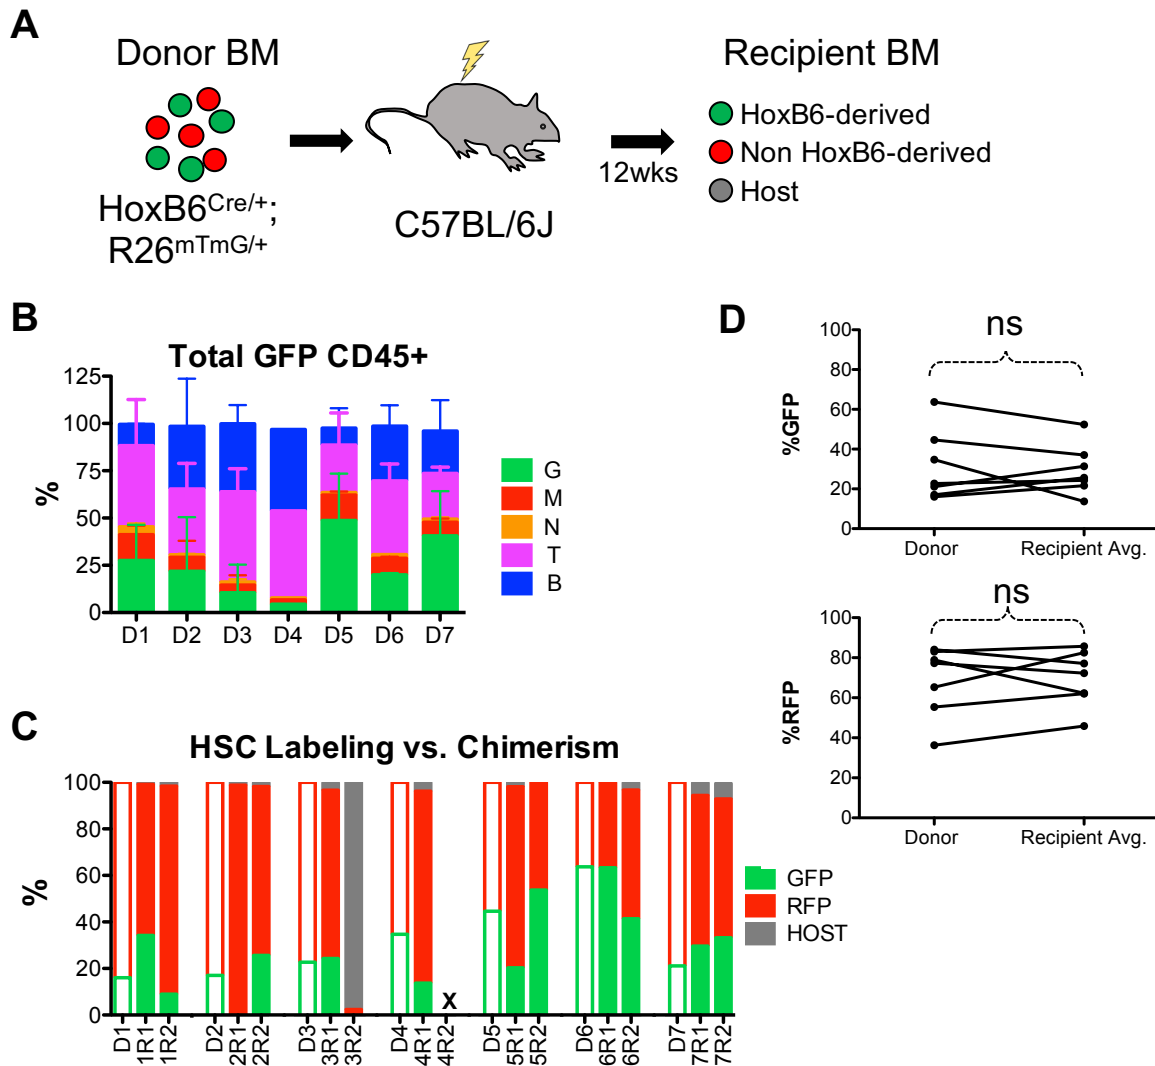 A
Donor BM
Recipient BM
HoxB6-derived
Non HoxB6-derived
Host
12wks
HoxB6Cre/+;
R26mTmG/+
C57BL/6J
B
Total GFP CD45+
%
125
100
75
50
25
0
D1 D2 D3 D4 D5 D6 D7
G
M
N
T
B
C
HSC Labeling vs. Chimerism
%
100
80
60
40
20
0
X
D1 1R1 1R2 D2 2R1 2R2 D3 3R1 3R2 D4 4R1 4R2 D5 5R1 5R2 D6 6R1 6R2 D7 7R1 7R2
GFP
RFP
HOST
D
ns
%GFP
100
80
60
40
20
0
Donor Recipient Avg.
ns
%RFP
100
80
60
40
20
0
Donor Recipient Avg.